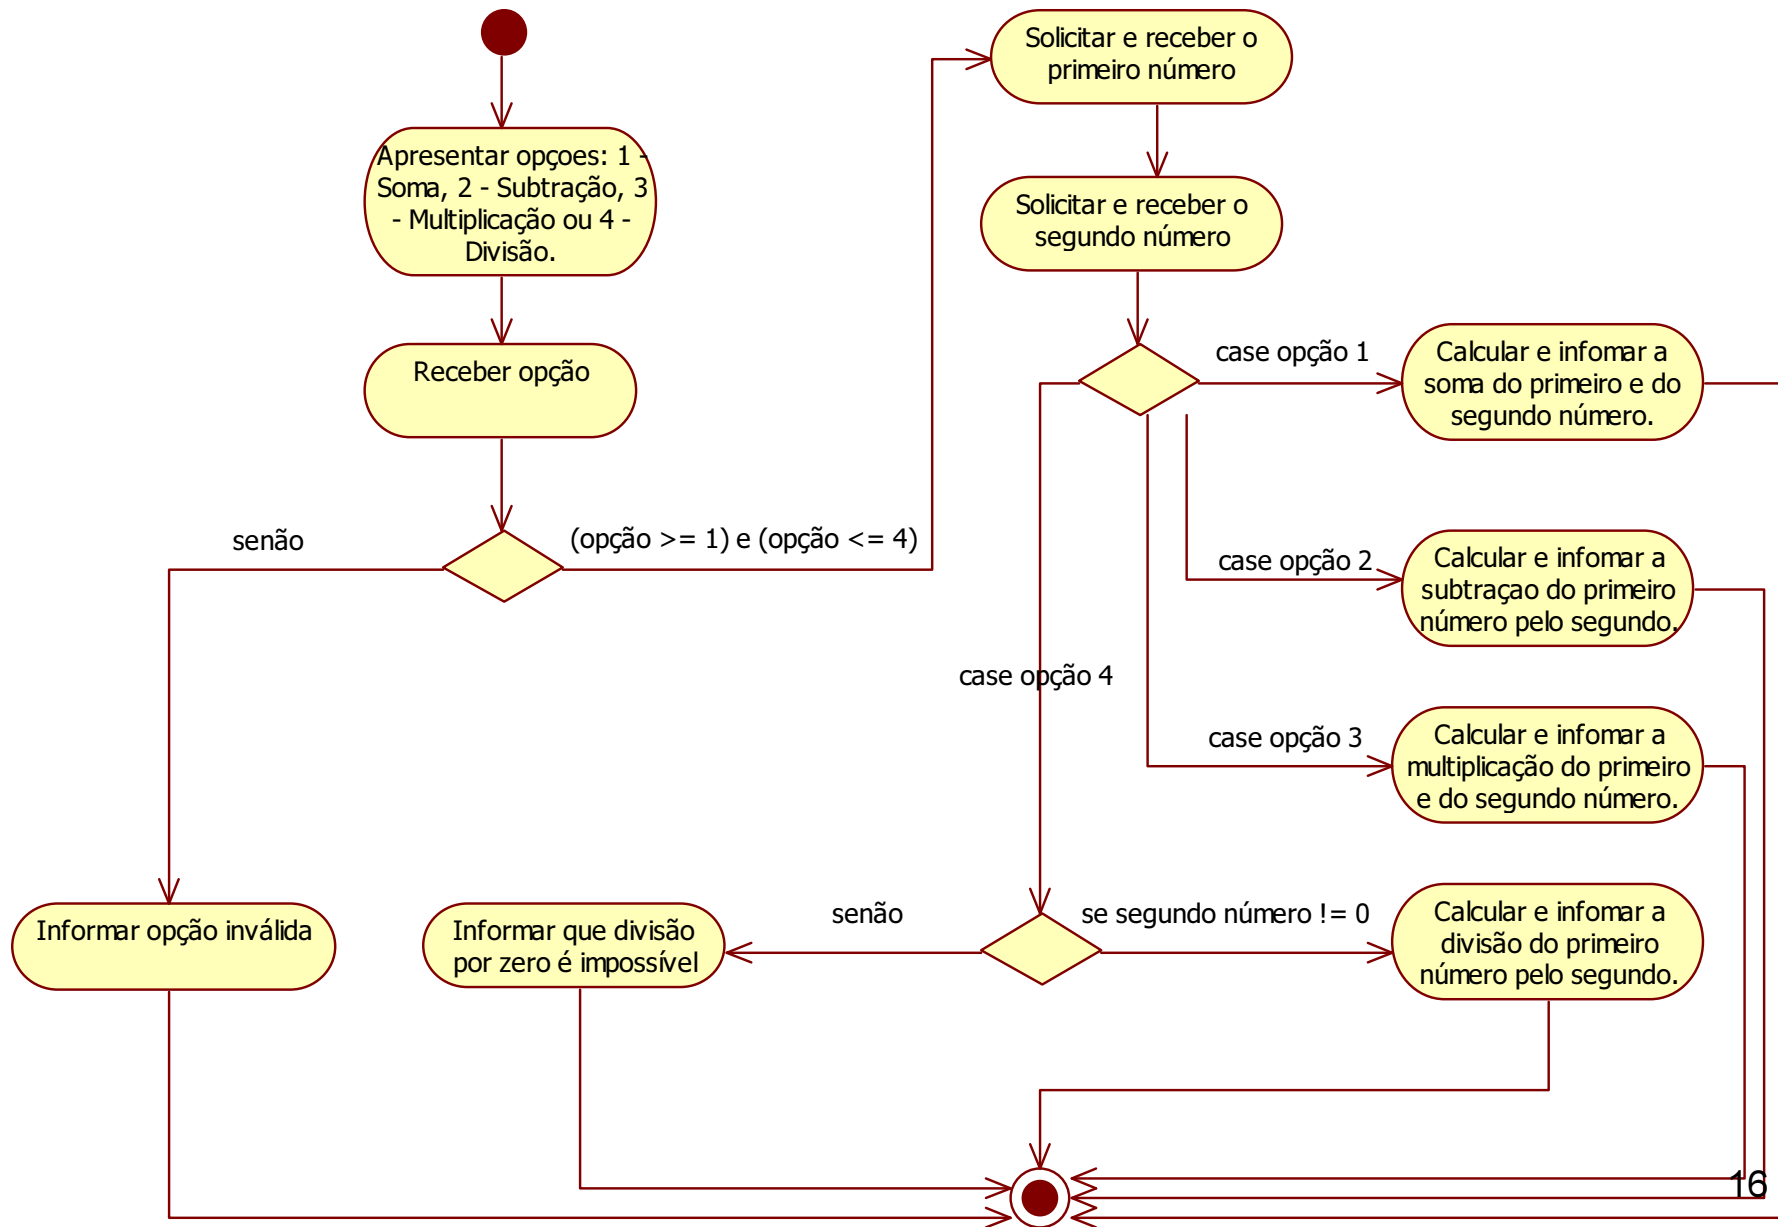 Apresentar opçoes: 1 -
Soma, 2 - Subtração, 3
- Multiplicação ou 4 -
Divisão.
Receber opção
senão
(opção >= 1) e (opção <= 4)
Informar opção inválida
Solicitar e receber o
primeiro número
Solicitar e receber o
segundo número
case opção 1
Calcular e infomar a
soma do primeiro e do
segundo número.
case opção 2
Calcular e infomar a
subtraçao do primeiro
número pelo segundo.
case opção 3
Calcular e infomar a
multiplicação do primeiro
e do segundo número.
case opção 4
senão
se segundo número != 0
Informar que divisão
por zero é impossível
Calcular e infomar a
divisão do primeiro
número pelo segundo.
16